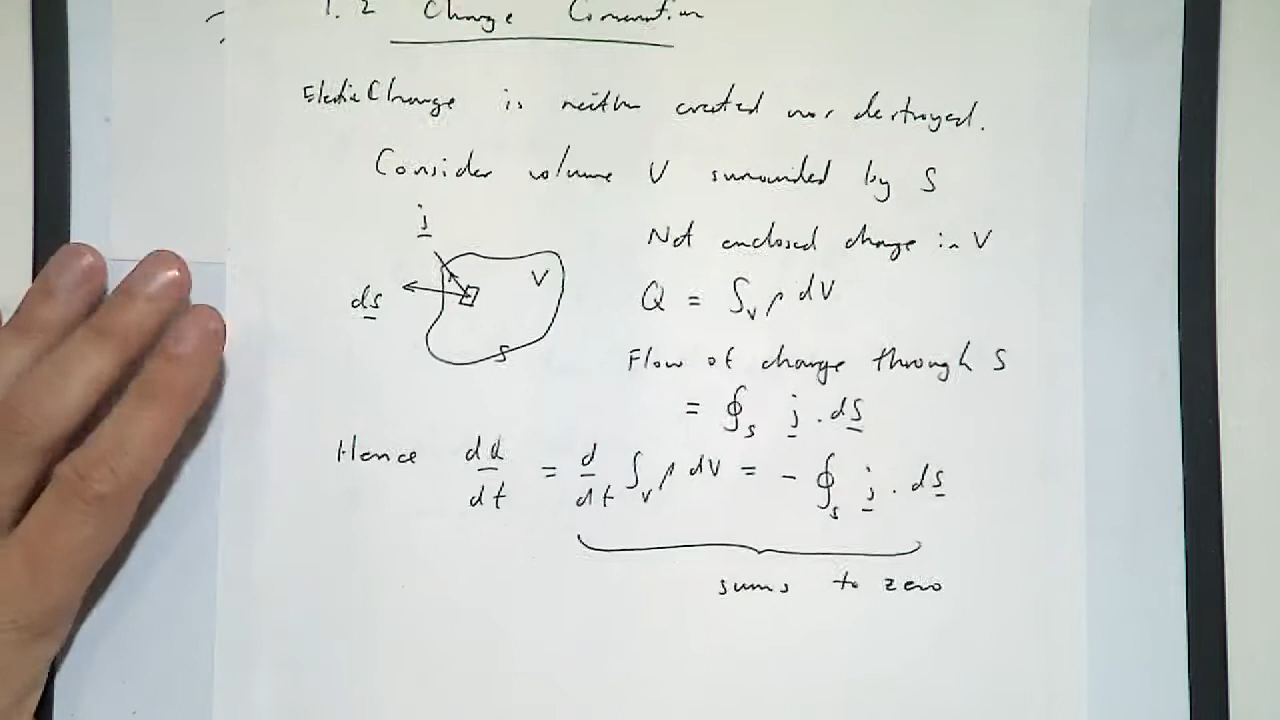 1.2 Charge Conservation
Electric Charge is neither created nor destroyed.
Consider volume V surrounded by S
j
Net enclosed charge in V
V
ds
Q = ∫_V ρ dV
S
Flow of charge through S
= ∮_S j . dS
Hence dQ/dt = d/dt ∫_V ρ dV = - ∮_S j . dS
sums to zero